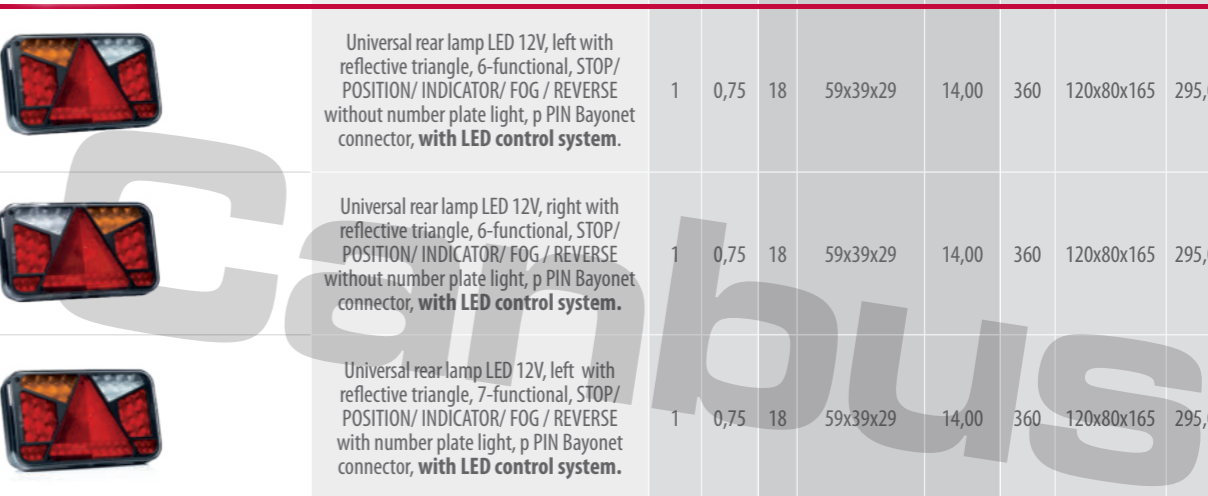 Universal rear lamp LED 12V, left with
reflective triangle, 6-functional, STOP/
POSITION/ INDICATOR/ FOG / REVERSE
without number plate light, p PIN Bayonet
connector, with LED control system.
1 0,75 18 59x39x29 14,00 360 120x80x165 295,
Universal rear lamp LED 12V, right with
reflective triangle, 6-functional, STOP/
POSITION/ INDICATOR/ FOG / REVERSE
without number plate light, p PIN Bayonet
connector, with LED control system.
1 0,75 18 59x39x29 14,00 360 120x80x165 295,
Universal rear lamp LED 12V, left with
reflective triangle, 7-functional, STOP/
POSITION/ INDICATOR/ FOG / REVERSE
with number plate light, p PIN Bayonet
connector, with LED control system.
1 0,75 18 59x39x29 14,00 360 120x80x165 295,
Canbus